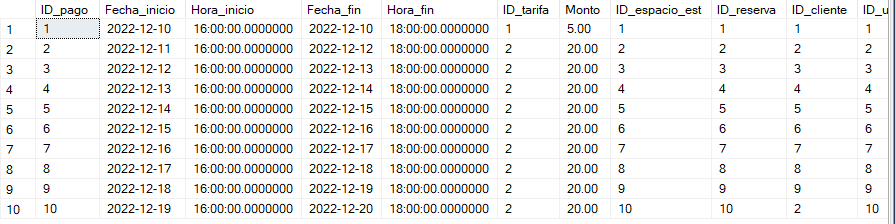 ID_pago Fecha_inicio Hora_inicio Fecha_fin Hora_fin ID_tarifa Monto ID_espacio_est ID_reserva ID_cliente ID_u
1 1 2022-12-10 16:00:00.0000000 2022-12-10 18:00:00.0000000 1 5.00 1 1 1 1
2 2 2022-12-11 16:00:00.0000000 2022-12-12 18:00:00.0000000 2 20.00 2 2 2 2
3 3 2022-12-12 16:00:00.0000000 2022-12-13 18:00:00.0000000 2 20.00 3 3 3 3
4 4 2022-12-13 16:00:00.0000000 2022-12-14 18:00:00.0000000 2 20.00 4 4 4 4
5 5 2022-12-14 16:00:00.0000000 2022-12-15 18:00:00.0000000 2 20.00 5 5 5 5
6 6 2022-12-15 16:00:00.0000000 2022-12-16 18:00:00.0000000 2 20.00 6 6 6 6
7 7 2022-12-16 16:00:00.0000000 2022-12-17 18:00:00.0000000 2 20.00 7 7 7 7
8 8 2022-12-17 16:00:00.0000000 2022-12-18 18:00:00.0000000 2 20.00 8 8 8 8
9 9 2022-12-18 16:00:00.0000000 2022-12-19 18:00:00.0000000 2 20.00 9 9 9 9
10 10 2022-12-19 16:00:00.0000000 2022-12-20 18:00:00.0000000 2 20.00 10 10 2 10